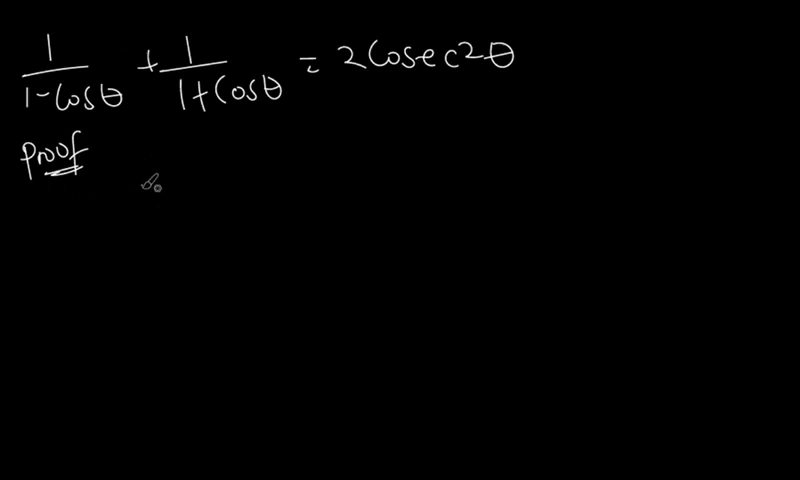 1/(1-Cosθ) + 1/(1+Cosθ) = 2Cosec2θ
Proof